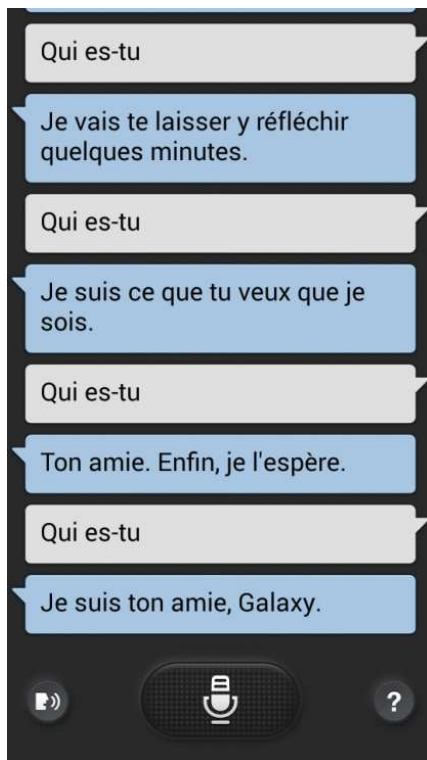 Qui es-tu
Je vais te laisser y réfléchir
quelques minutes.
Qui es-tu
Je suis ce que tu veux que je
sois.
Qui es-tu
Ton amie. Enfin, je l'espère.
Qui es-tu
Je suis ton amie, Galaxy.
?